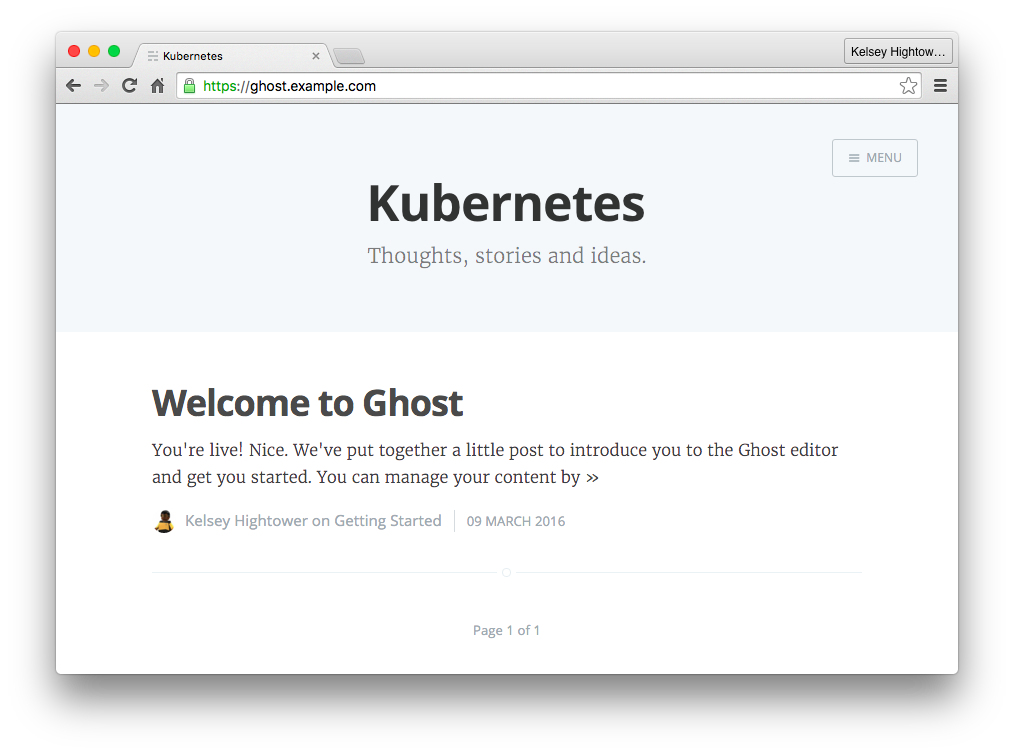 Kubernetes
Kelsey Hightow...
https://ghost.example.com
MENU
Kubernetes
Thoughts, stories and ideas.
Welcome to Ghost
You're live! Nice. We've put together a little post to introduce you to the Ghost editor
and get you started. You can manage your content by »
Kelsey Hightower on Getting Started
09 MARCH 2016
Page 1 of 1